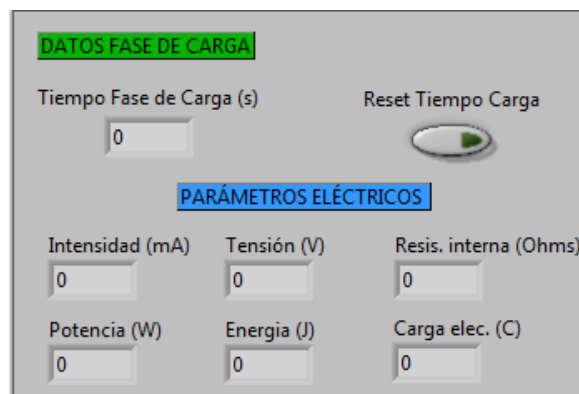 DATOS FASE DE CARGA
Tiempo Fase de Carga (s) Reset Tiempo Carga
0
PARÁMETROS ELÉCTRICOS
Intensidad (mA) Tensión (V) Resis. interna (Ohms)
0 0 0
Potencia (W) Energia (J) Carga elec. (C)
0 0 0